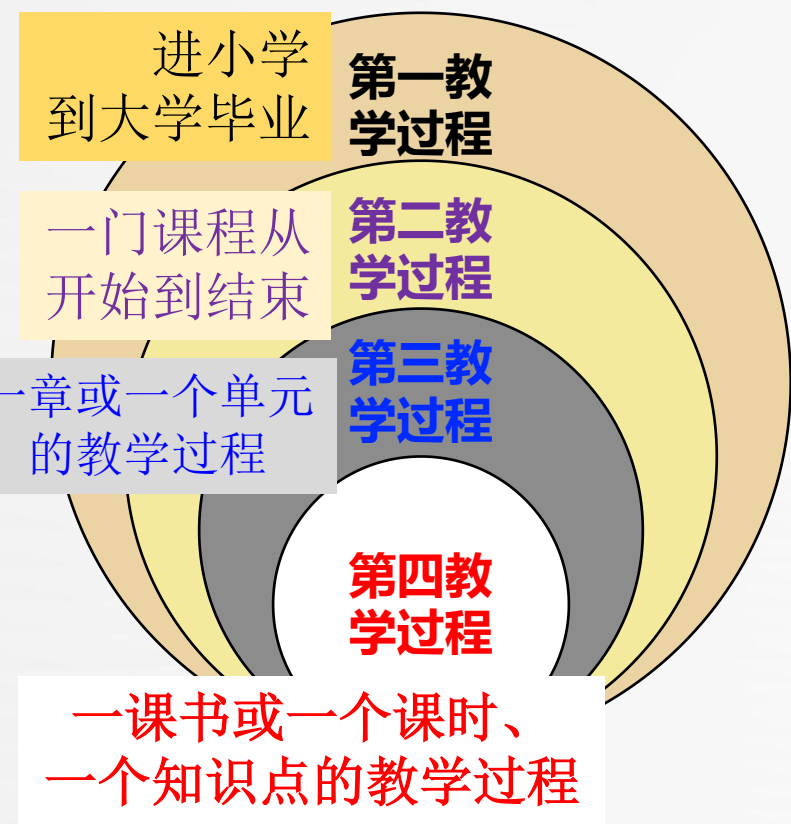 进小学
到大学毕业
第一教
学过程
一门课程从
开始到结束
第二教
学过程
一章或一个单元
的教学过程
第三教
学过程
第四教
学过程
一课书或一个课时、
一个知识点的教学过程